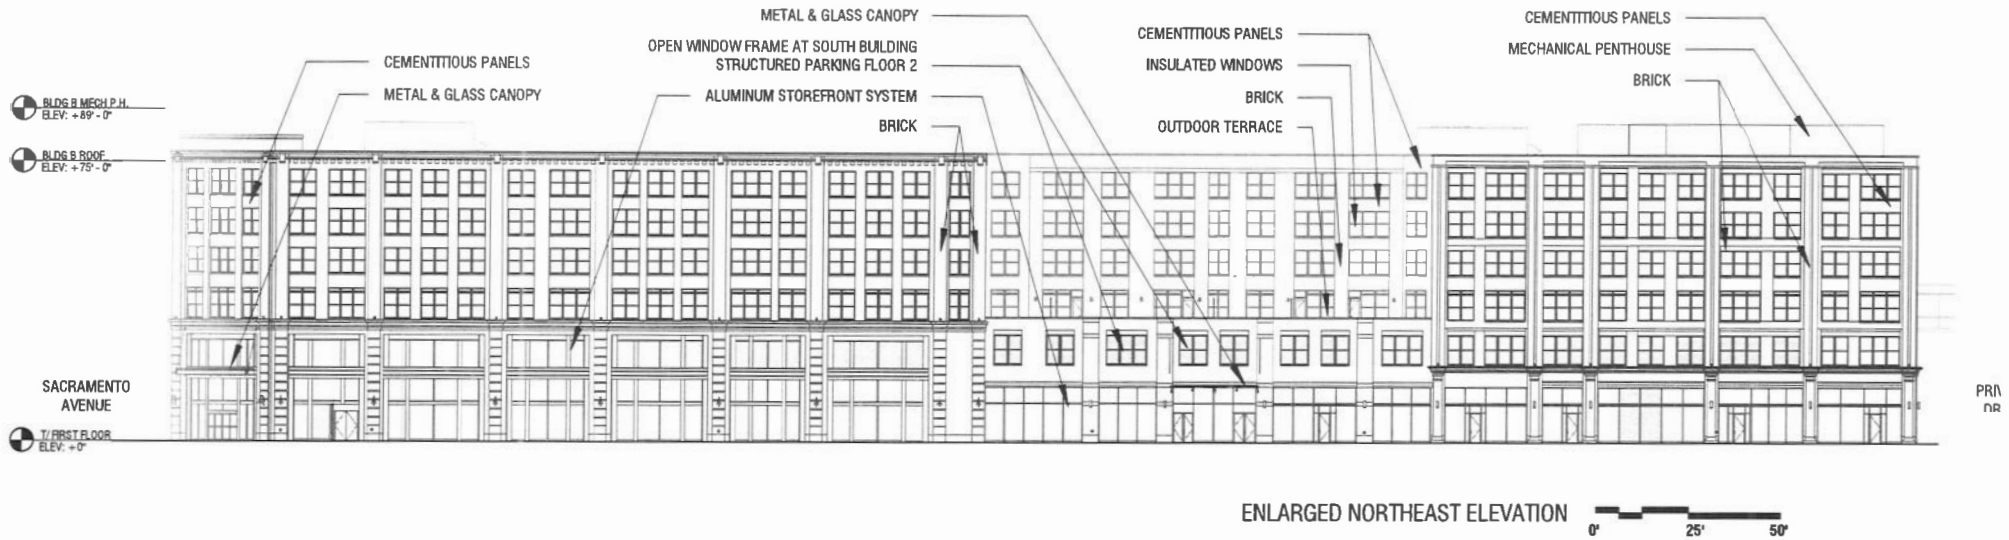 METAL & GLASS CANOPY
CEMENTITIOUS PANELS
CEMENTITIOUS PANELS
OPEN WINDOW FRAME AT SOUTH BUILDING
STRUCTURED PARKING FLOOR 2
MECHANICAL PENTHOUSE
CEMENTITIOUS PANELS
INSULATED WINDOWS
BRICK
METAL & GLASS CANOPY
ALUMINUM STOREFRONT SYSTEM
BRICK
BLDG B MECH P.H.
ELEV: +89'- 0"
BRICK
OUTDOOR TERRACE
BLDG B ROOF
ELEV: +75'- 0"
SACRAMENTO
AVENUE
PRIV
DR
T/ FIRST FLOOR
ELEV: +0"
ENLARGED NORTHEAST ELEVATION
0' 25' 50'